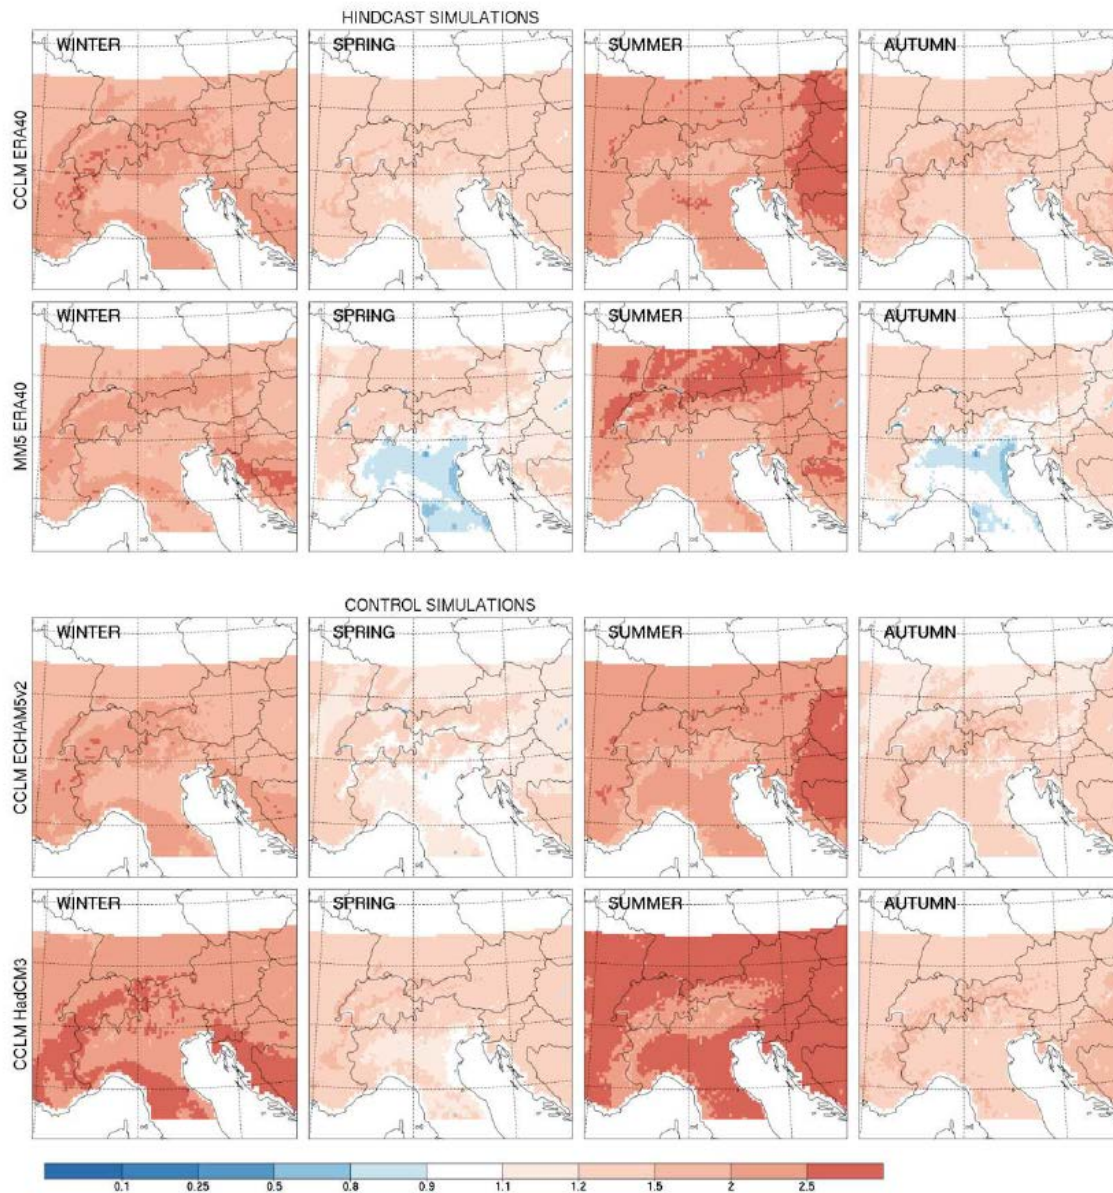 HINDCAST SIMULATIONS
WINTER SPRING SUMMER AUTUMN
CCLM ERA40
WINTER SPRING SUMMER AUTUMN
MM5 ERA40
CONTROL SIMULATIONS
WINTER SPRING SUMMER AUTUMN
CCLM ECHAM5v2
WINTER SPRING SUMMER AUTUMN
CCLM HadCM3
0.1 0.25 0.5 0.8 0.9 1.1 1.2 1.5 2 2.5